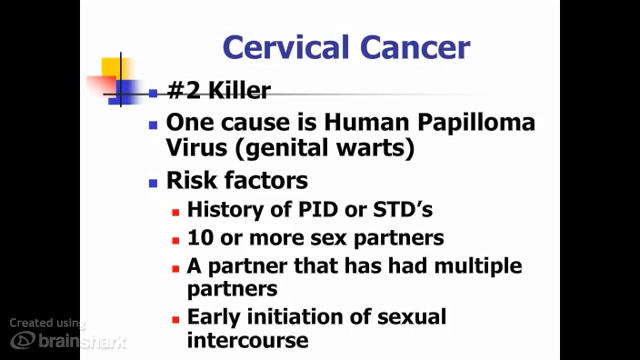 Cervical Cancer
#2 Killer
One cause is Human Papilloma
Virus (genital warts)
Risk factors
History of PID or STD's
10 or more sex partners
A partner that has had multiple
partners
Early initiation of sexual
intercourse
Created using
brainshark